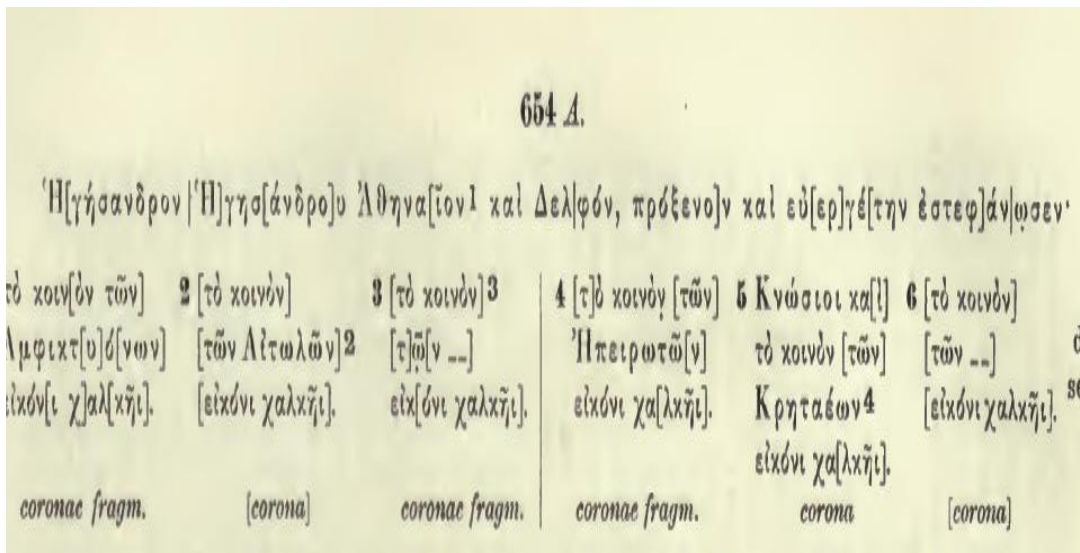 654 A.
Ἡ[γήσανδρον | Ἡ]γησ[άνδρο]υ Ἀθηνα[ῖον1 καὶ Δελ|φόν, πρόξενο]ν καὶ εὐ[ερ]γέ[την ἐστεφ]άν|ῳσεν·
τὸ κοιν[ὸν τῶν]
Ἀμφικτ[υ]ό[νων]
εἰκόν[ι χ]αλ[κῆι].
coronae fragm.
2 [τὸ κοινὸν]
[τῶν Αἰτωλῶν]2
[εἰκόνι χαλκῆι].
[corona]
3 [τὸ κοινὸν]3
[τ]ῷ[ν --]
εἰκ[όνι χαλκῆι].
coronae fragm.
4 [τ]ὸ κοινὸν [τῶν]
Ἠπειρωτῶ[ν]
εἰκόνι χα[λκῆι].
coronae fragm.
5 Κνώσιοι κα[ὶ]
τὸ κοινὸν [τῶν]
Κρηταέων4
εἰκόνι χα[λκῆι].
corona
6 [τὸ κοινὸν]
[τῶν --]
[εἰκόνι χαλκῆι].
[corona]